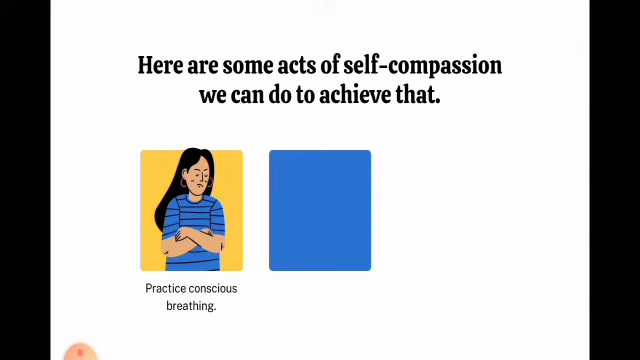 Here are some acts of self-compassion
we can do to achieve that.
Practice conscious
breathing.